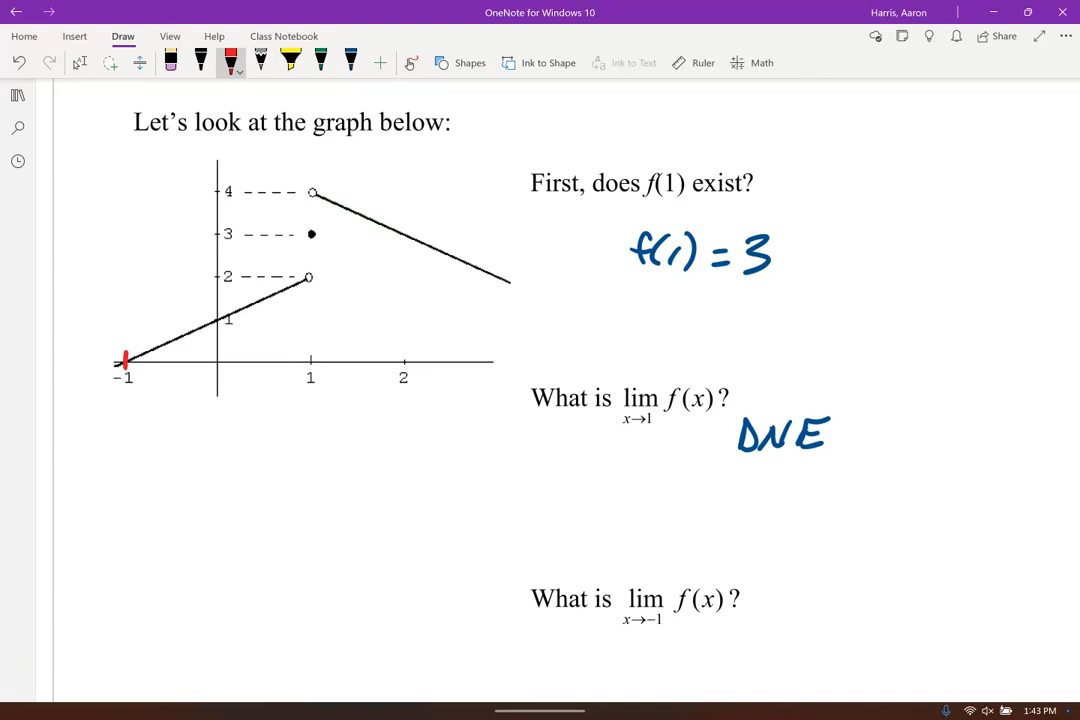 OneNote for Windows 10
Harris, Aaron
Home Insert Draw View Help Class Notebook
Share
Shapes Ink to Shape Ink to Text Ruler Math
Let's look at the graph below:
First, does f(1) exist?
f(1) = 3
4
3
2
1
-1 1 2
What is lim f(x)?
x→1
DNE
What is lim f(x)?
x→−1
1:43 PM